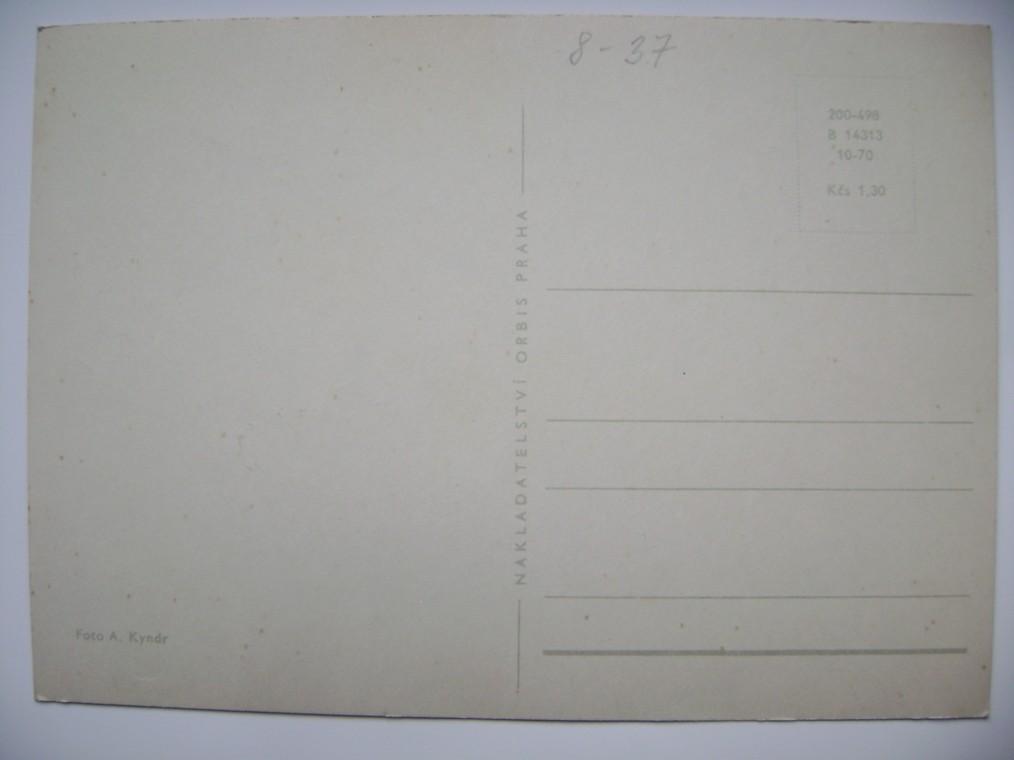 8-37
200-498
B 14313
10-70
Kčs 1,30
NAKLADATELSTVÍ ORBIS PRAHA
Foto A. Kyndr